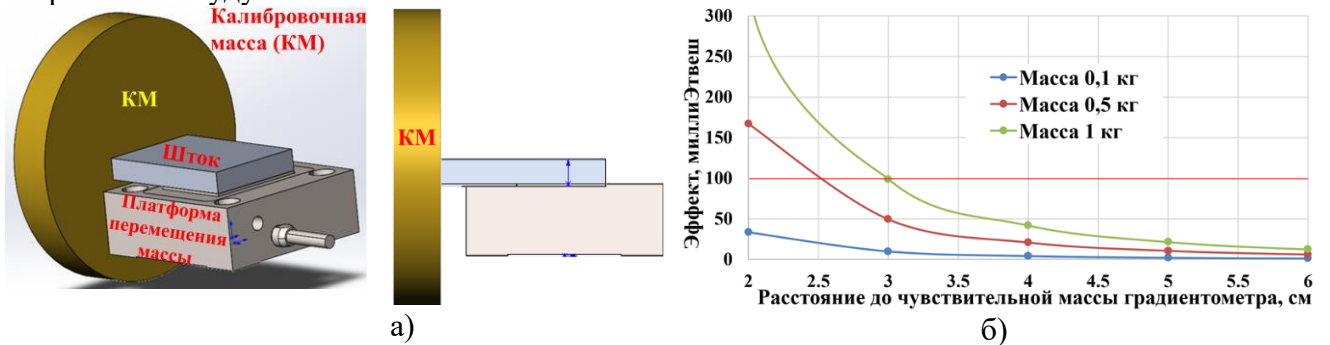 Калибровочная
масса (КМ)
КМ
Шток
Платформа
перемещения
массы
КМ
а)
Эффект, миллиЭтвеш
300
250
200
150
100
50
0
Масса 0,1 кг
Масса 0,5 кг
Масса 1 кг
2 2.5 3 3.5 4 4.5 5 5.5 6
Расстояние до чувствительной массы градиентометра, см
б)